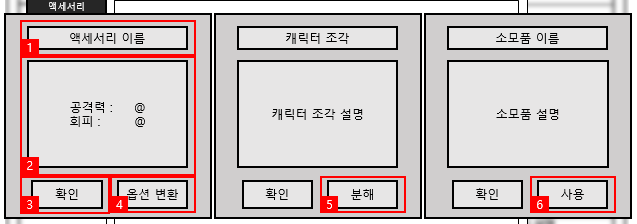 액세서리
액세서리 이름
캐릭터 조각
소모품 이름
1
공격력 : @
회피 : @
캐릭터 조각 설명
소모품 설명
2
확인
옵션 변환
확인
분해
확인
사용
3
4
5
6